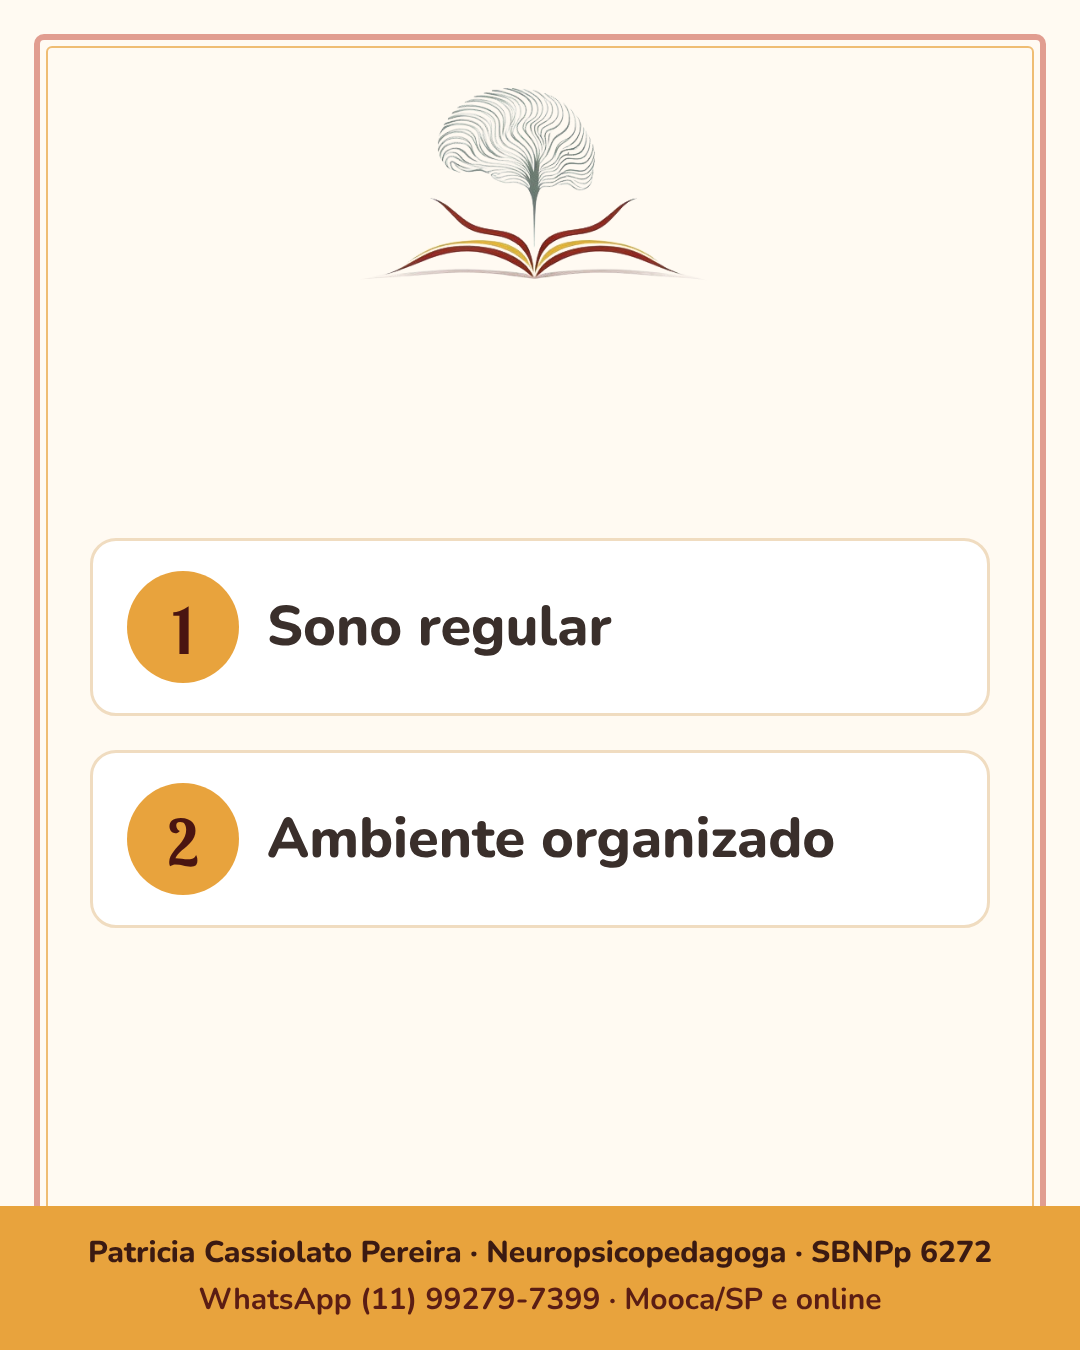 1
Sono regular
2
Ambiente organizado
Patricia Cassiolato Pereira · Neuropsicopedagoga · SBNPp 6272
WhatsApp (11) 99279-7399 · Mooca/SP e online